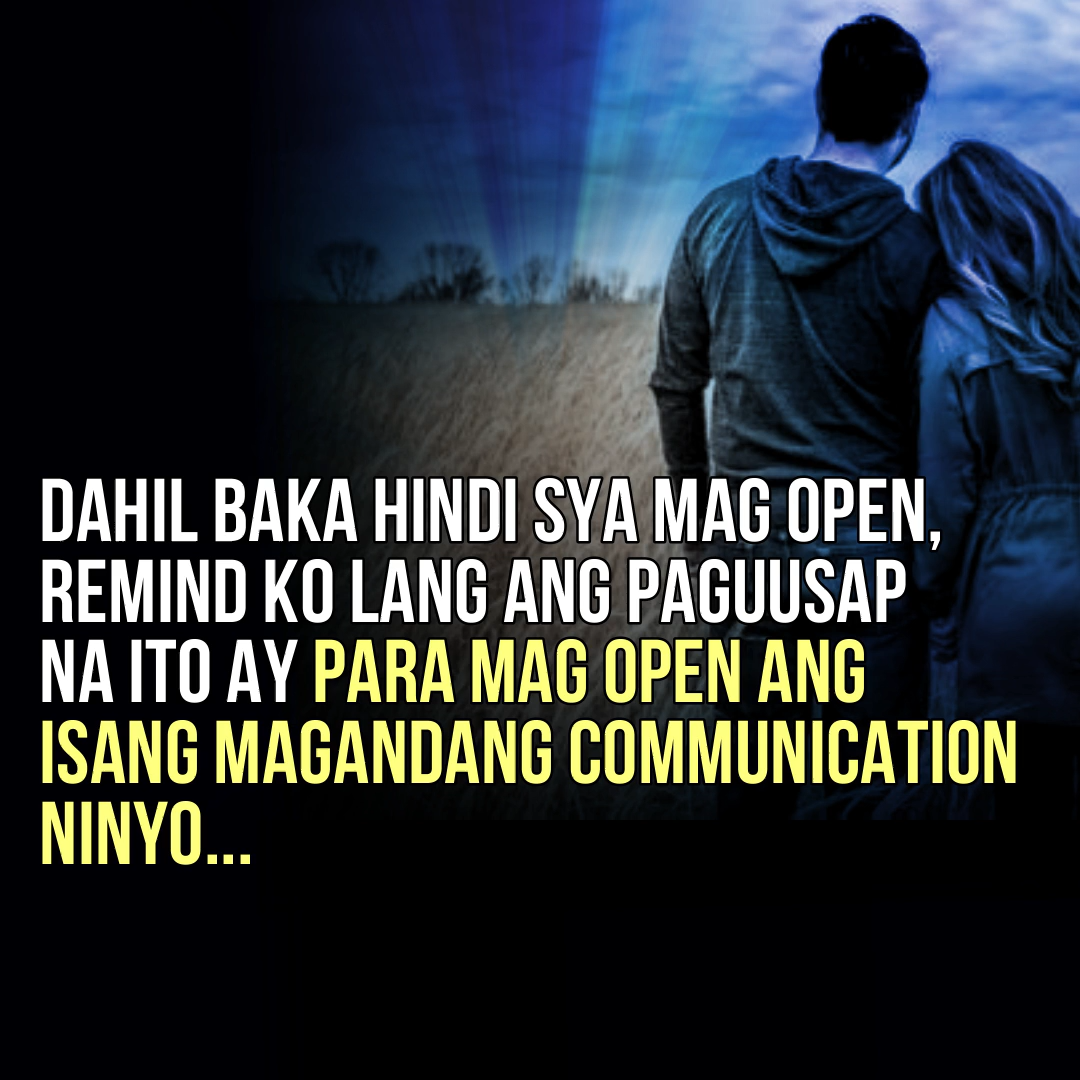 DAHIL BAKA HINDI SYA MAG OPEN,
REMIND KO LANG ANG PAGUUSAP
NA ITO AY PARA MAG OPEN ANG
ISANG MAGANDANG COMMUNICATION
NINYO...